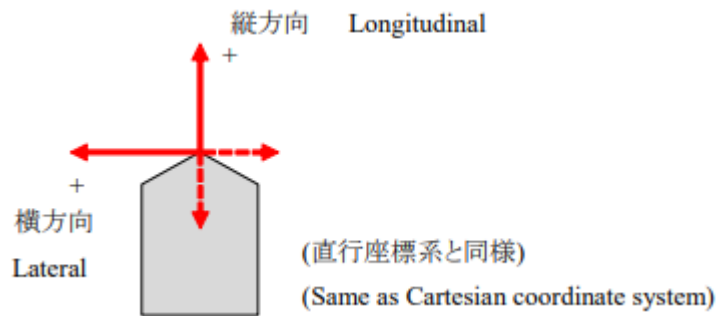 縦方向 Longitudinal
+
+
横方向
Lateral
(直行座標系と同様)
(Same as Cartesian coordinate system)